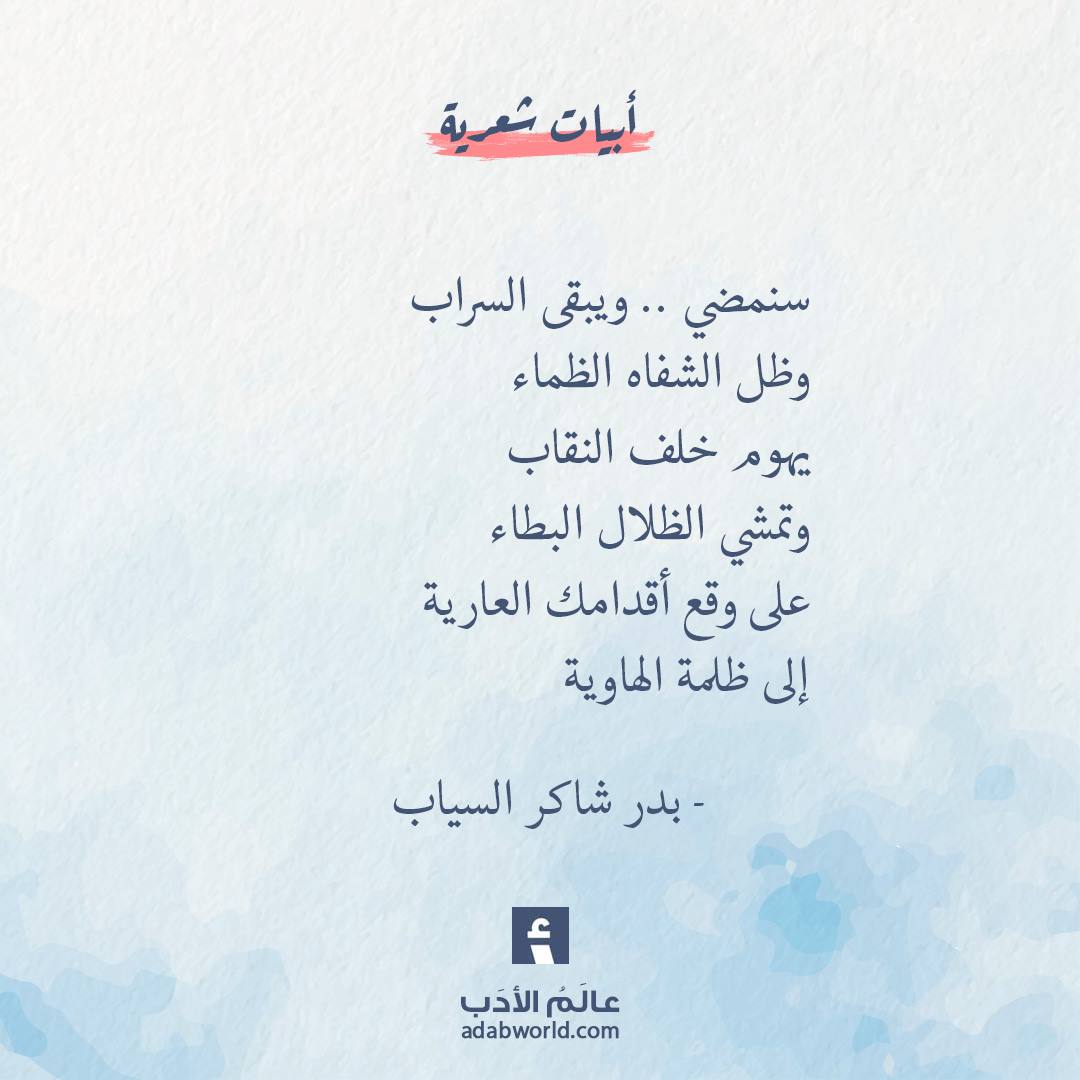 أبيات شعرية
سنمضي .. ويبقى السراب
وظل الشفاه الظماء
يهوم خلف النقاب
وتمشي الظلال البطاء
على وقع أقدامك العارية
إلى ظلمة الهاوية
- بدر شاكر السياب
أ
عالَمُ الأدَب
adabworld.com